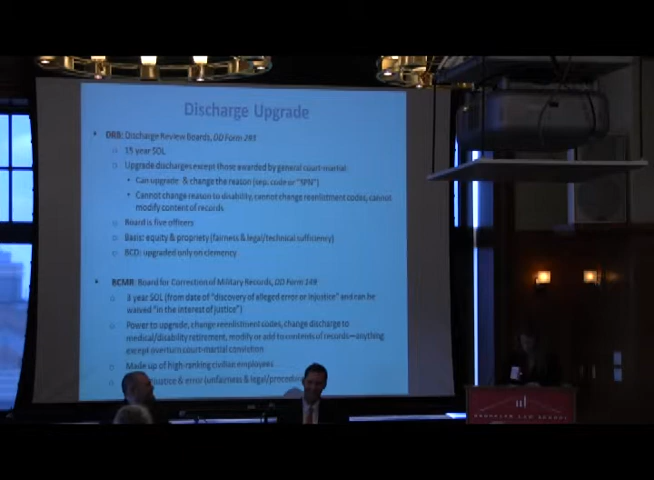 Discharge Upgrade
DRB: Discharge Review Boards, DD Form 293
15 year SOL
Upgrade discharges except those awarded by general court-martial
Can upgrade & change the reason (sep. code or "SPN")
Cannot change reason to disability, cannot change reenlistment codes, cannot
modify content of records
Board is five officers
Basis: equity & propriety (fairness & legal/technical sufficiency)
BCD: upgraded only on clemency
BCMR: Board for Correction of Military Records, DD Form 149
3 year SOL (from date of "discovery of alleged error or injustice" and can be
waived "in the interest of justice")
Power to upgrade, change reenlistment codes, change discharge to
medical/disability retirement, modify or add to contents of records—anything
except overturn court-martial conviction
Made up of high-ranking civilian employees
justice & error (unfairness & legal/procedur
BROOKLYN LAW SCHOOL